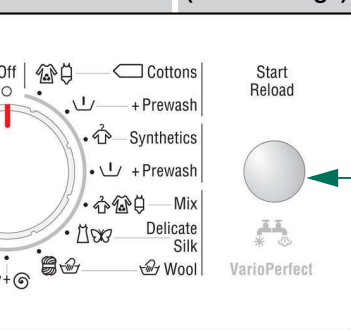 Off
Cottons
+ Prewash
Synthetics
+ Prewash
Mix
Delicate
Silk
Wool
Start
Reload
VarioPerfect